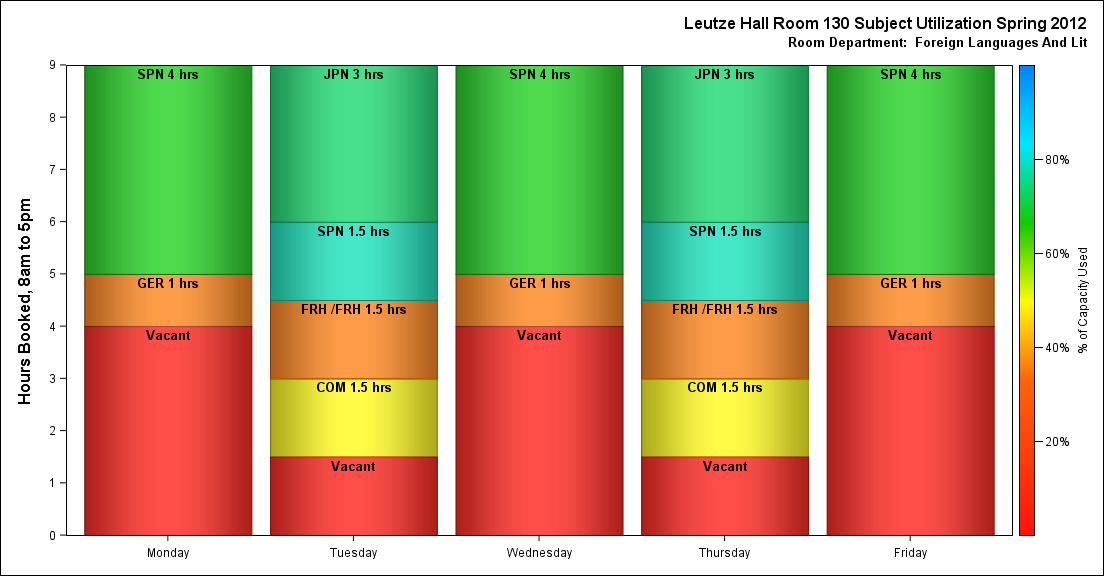 Leutze Hall Room 130 Subject Utilization Spring 2012
Room Department:  Foreign Languages And Lit
Hours Booked, 8am to 5pm
9
8
7
6
5
4
3
2
1
0
SPN 4 hrs
GER 1 hrs
Vacant
JPN 3 hrs
SPN 1.5 hrs
FRH /FRH 1.5 hrs
COM 1.5 hrs
Vacant
SPN 4 hrs
GER 1 hrs
Vacant
JPN 3 hrs
SPN 1.5 hrs
FRH /FRH 1.5 hrs
COM 1.5 hrs
Vacant
SPN 4 hrs
GER 1 hrs
Vacant
Monday
Tuesday
Wednesday
Thursday
Friday
80%
60%
40%
20%
% of Capacity Used